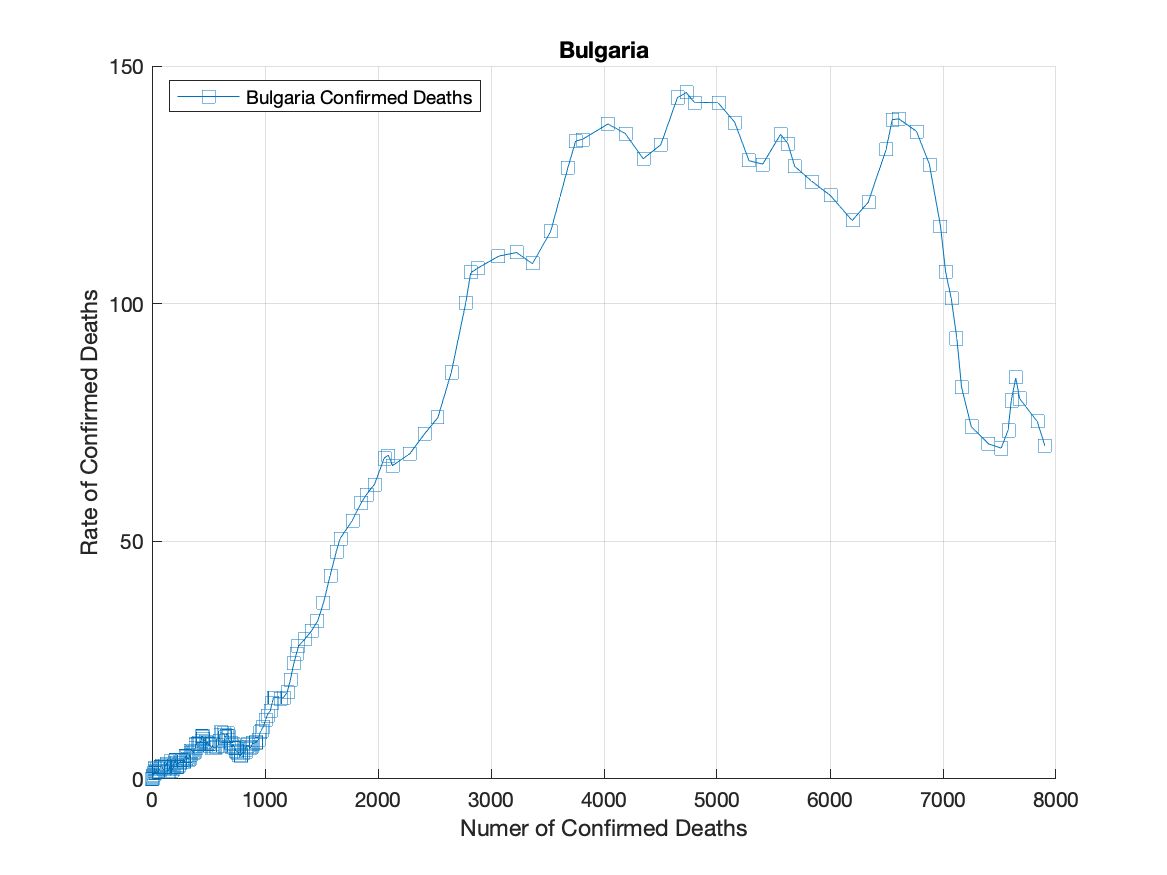 Bulgaria
Bulgaria Confirmed Deaths
150
100
50
0
Rate of Confirmed Deaths
0 1000 2000 3000 4000 5000 6000 7000 8000
Numer of Confirmed Deaths